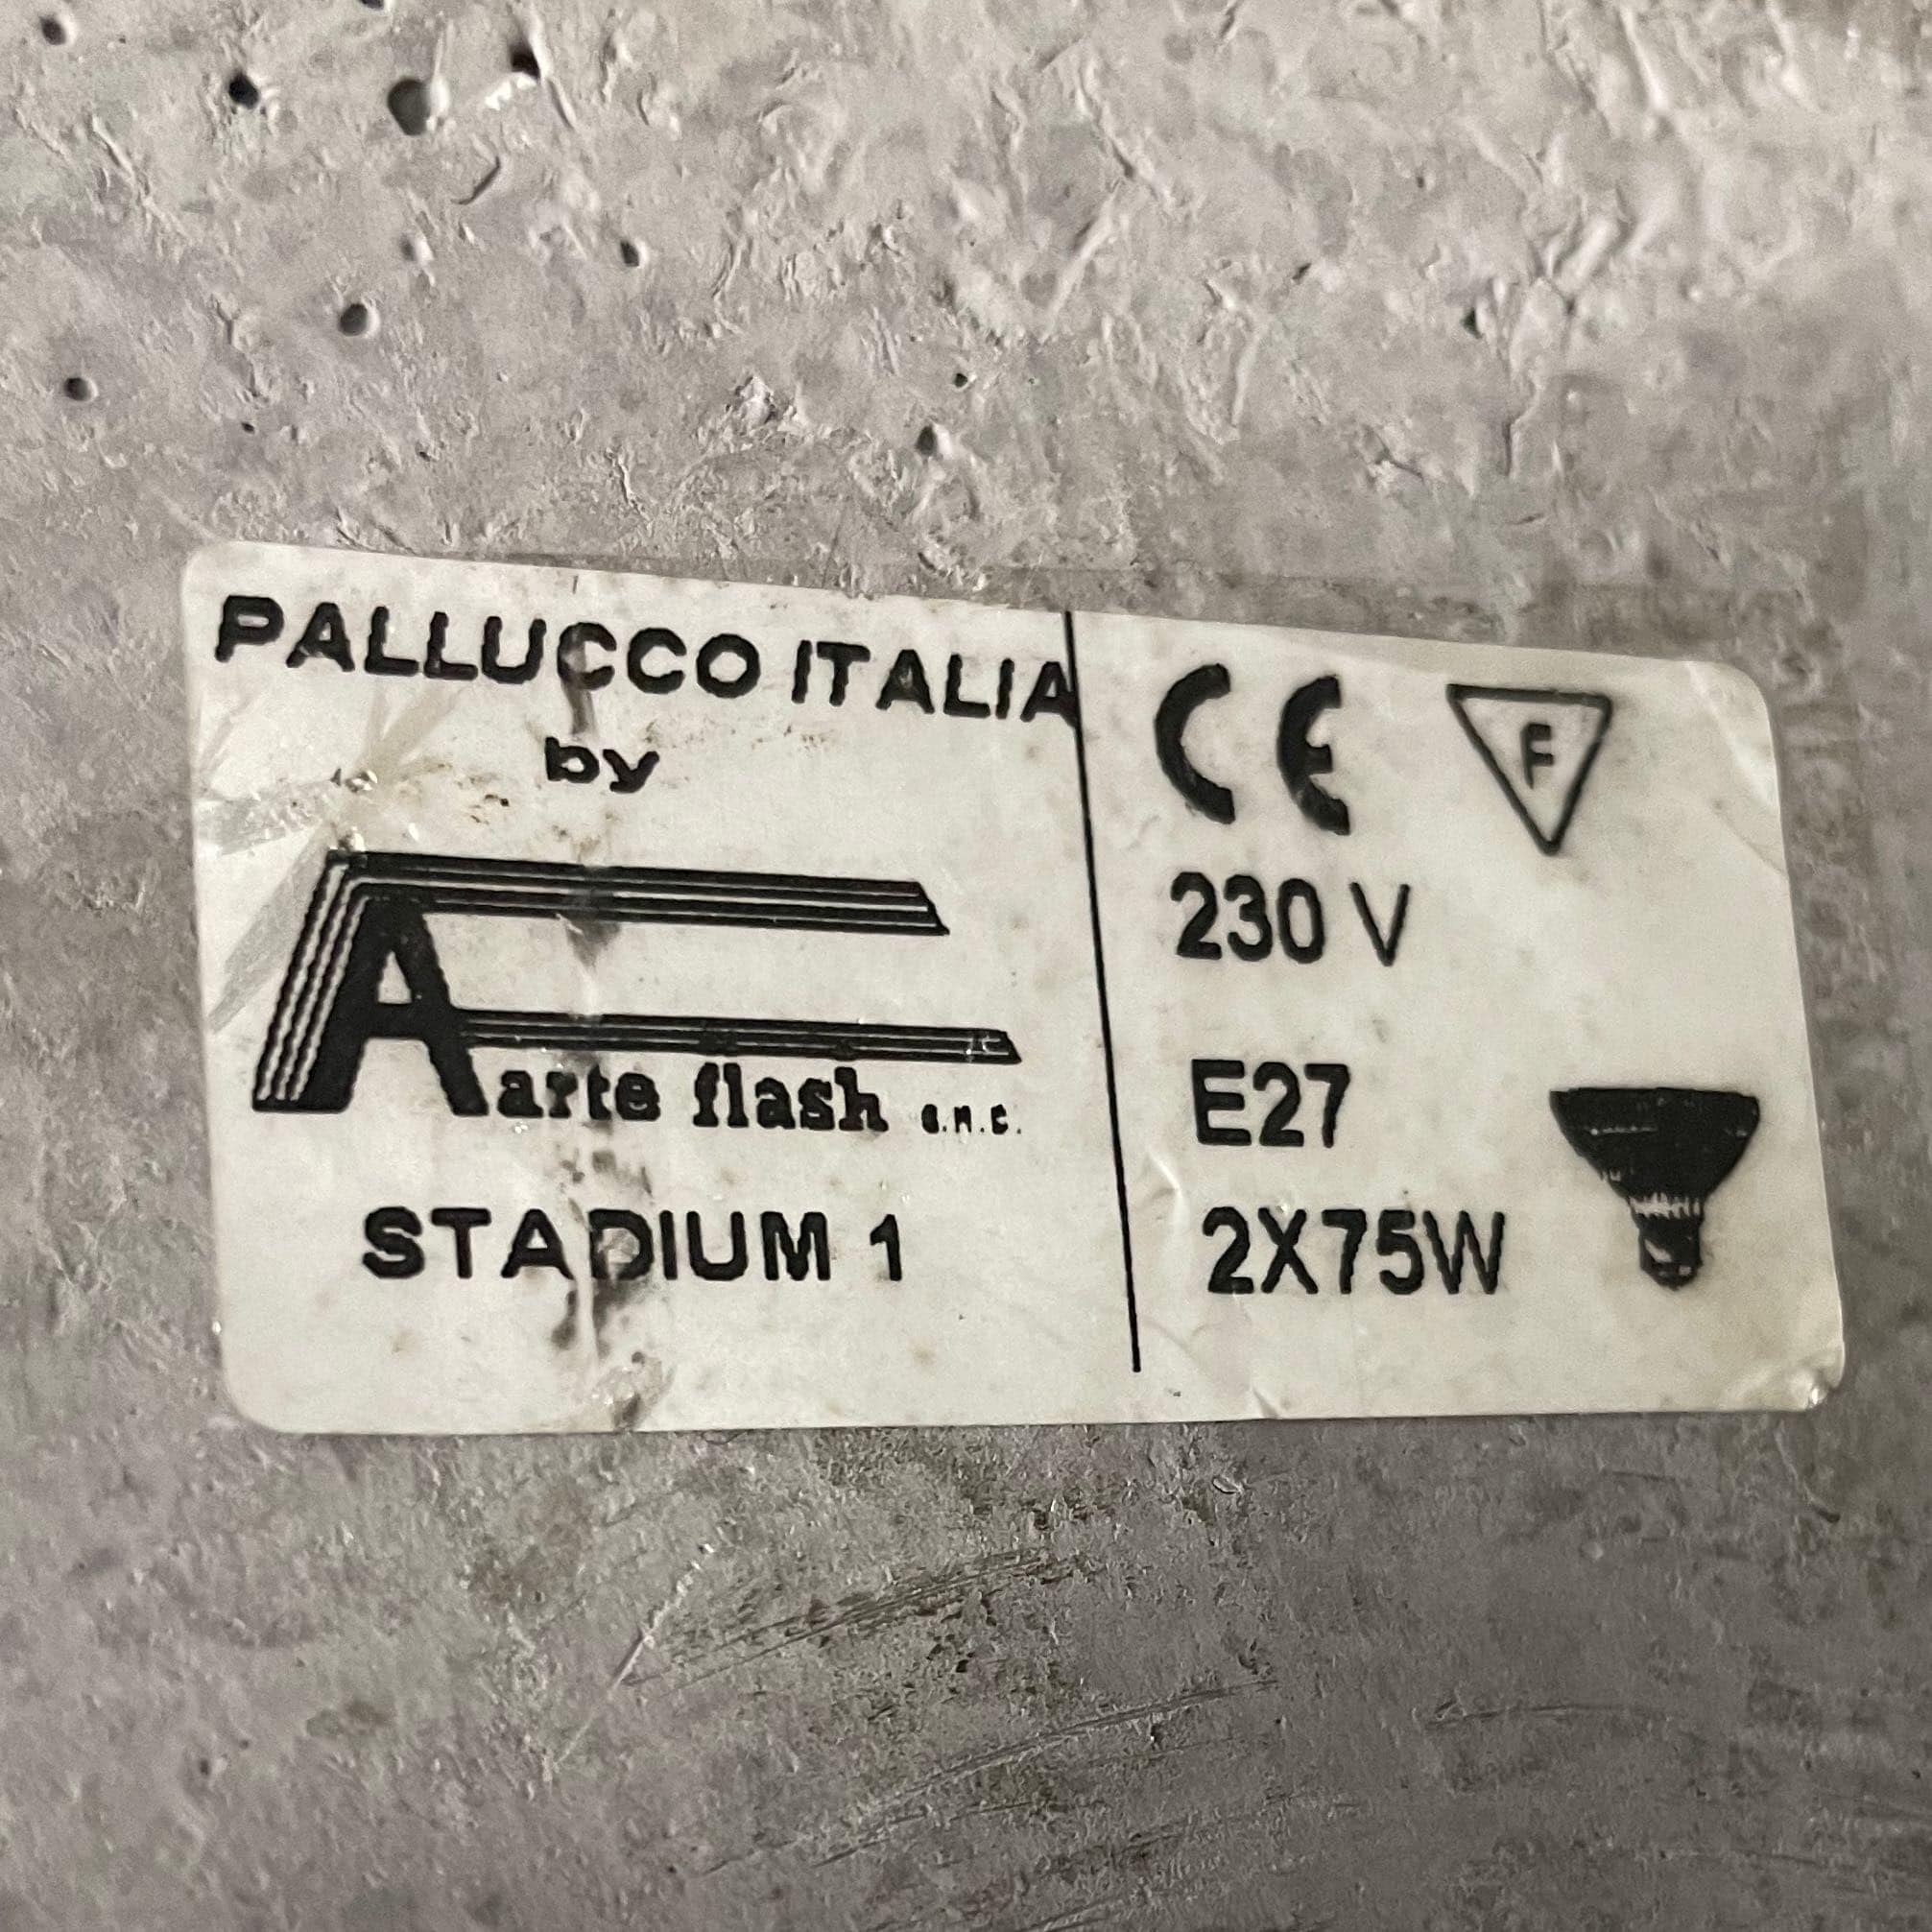 PALLUCCO ITALIA
by
A arte flash s.n.c.
STADIUM 1
CE F
230 V
E27
2X75W